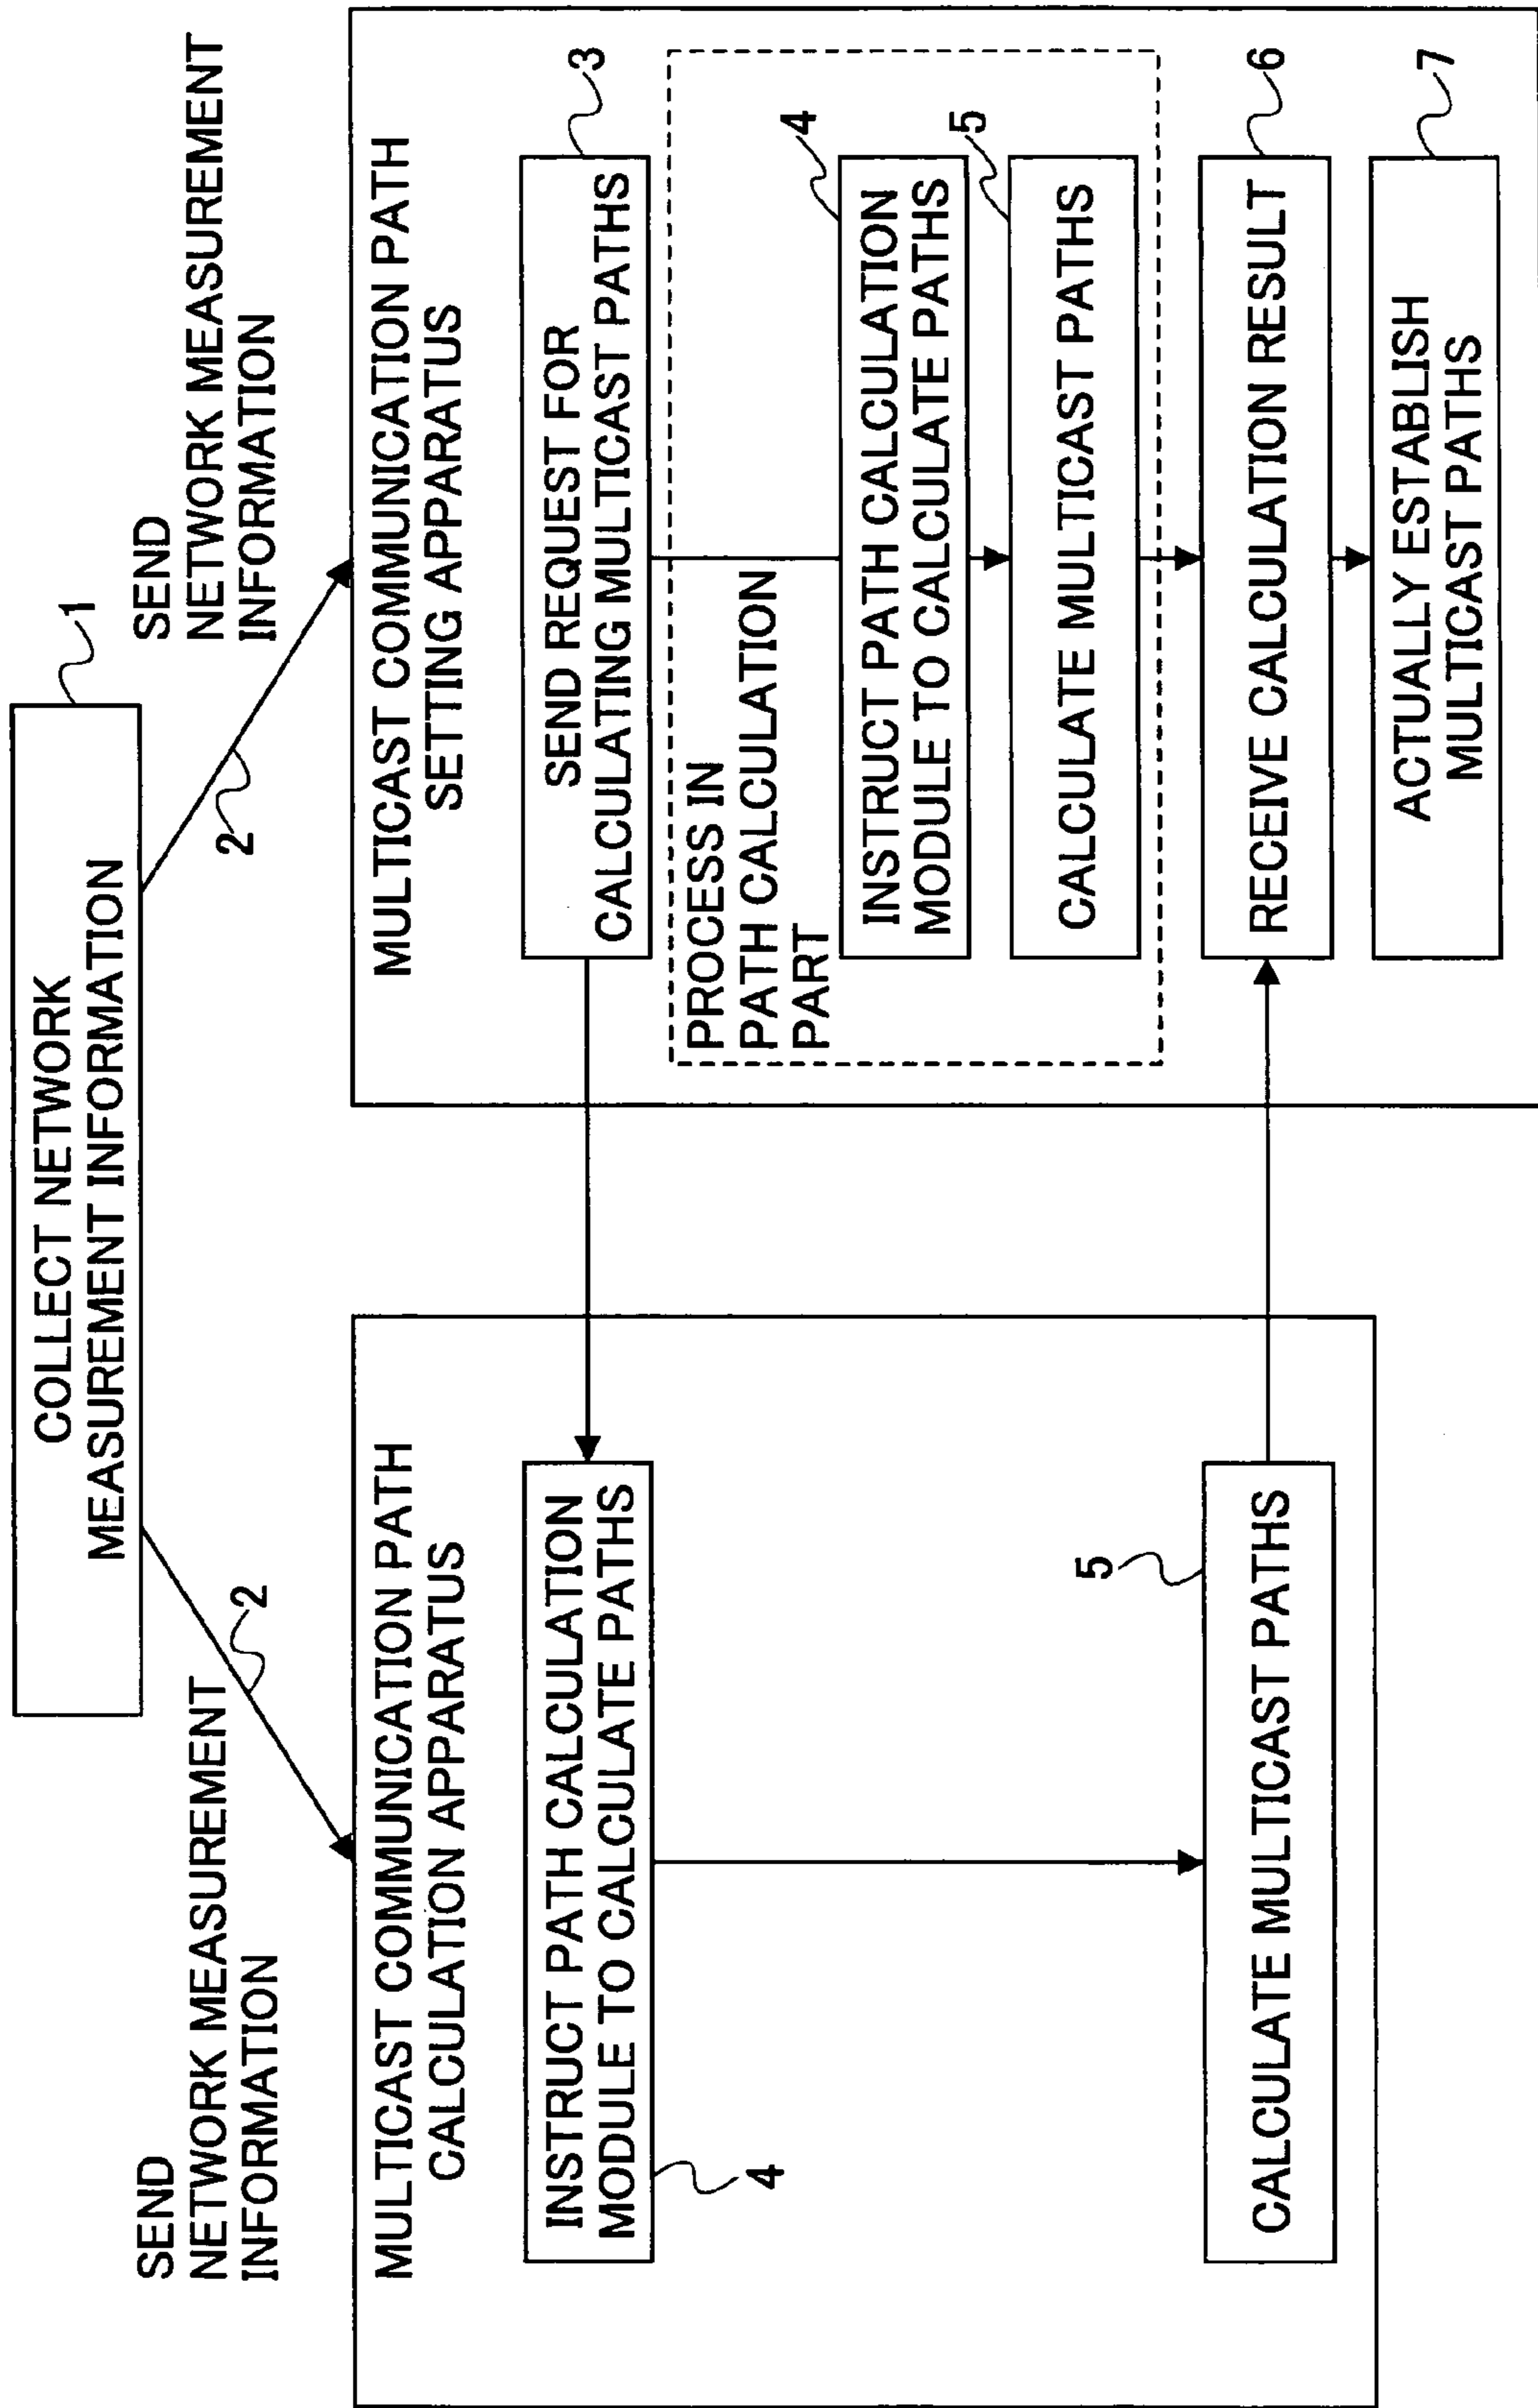 COLLECT NETWORK
MEASUREMENT INFORMATION
1
SEND
NETWORK MEASUREMENT
INFORMATION
2
2
SEND
NETWORK MEASUREMENT
INFORMATION
MULTICAST COMMUNICATION PATH
CALCULATION APPARATUS
INSTRUCT PATH CALCULATION
MODULE TO CALCULATE PATHS
4
5
CALCULATE MULTICAST PATHS
MULTICAST COMMUNICATION PATH
SETTING APPARATUS
SEND REQUEST FOR
CALCULATING MULTICAST PATHS
3
PROCESS IN
PATH CALCULATION
PART
4
INSTRUCT PATH CALCULATION
MODULE TO CALCULATE PATHS
5
CALCULATE MULTICAST PATHS
RECEIVE CALCULATION RESULT
6
ACTUALLY ESTABLISH
MULTICAST PATHS
7